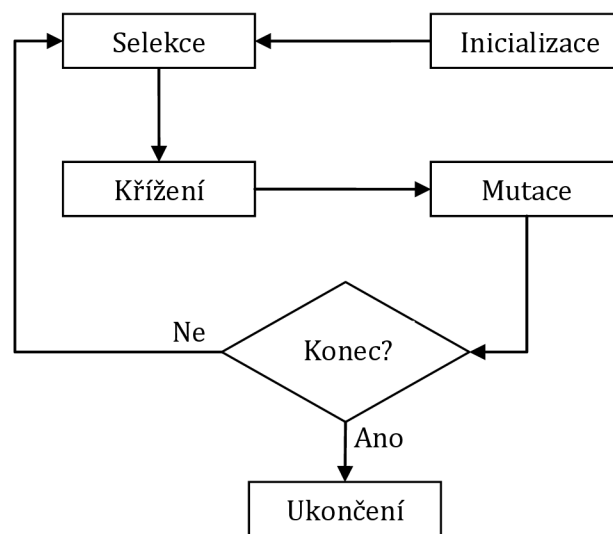 Selekce
Inicializace
Křížení
Mutace
Ne
Konec?
Ano
Ukončení